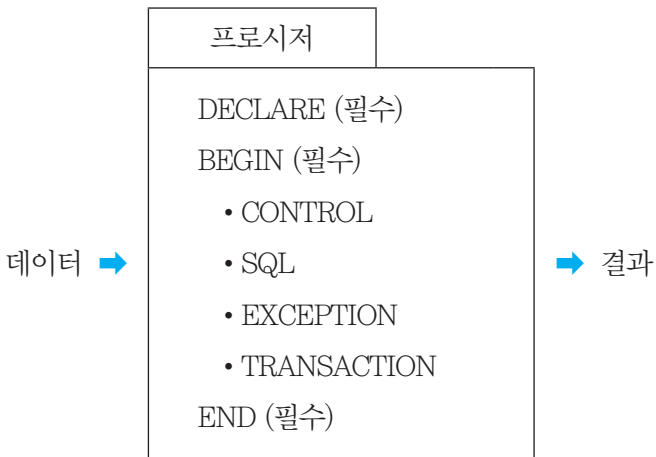 프로시저
DECLARE (필수)
BEGIN (필수)
• CONTROL
데이터 ➡ • SQL ➡ 결과
• EXCEPTION
• TRANSACTION
END (필수)